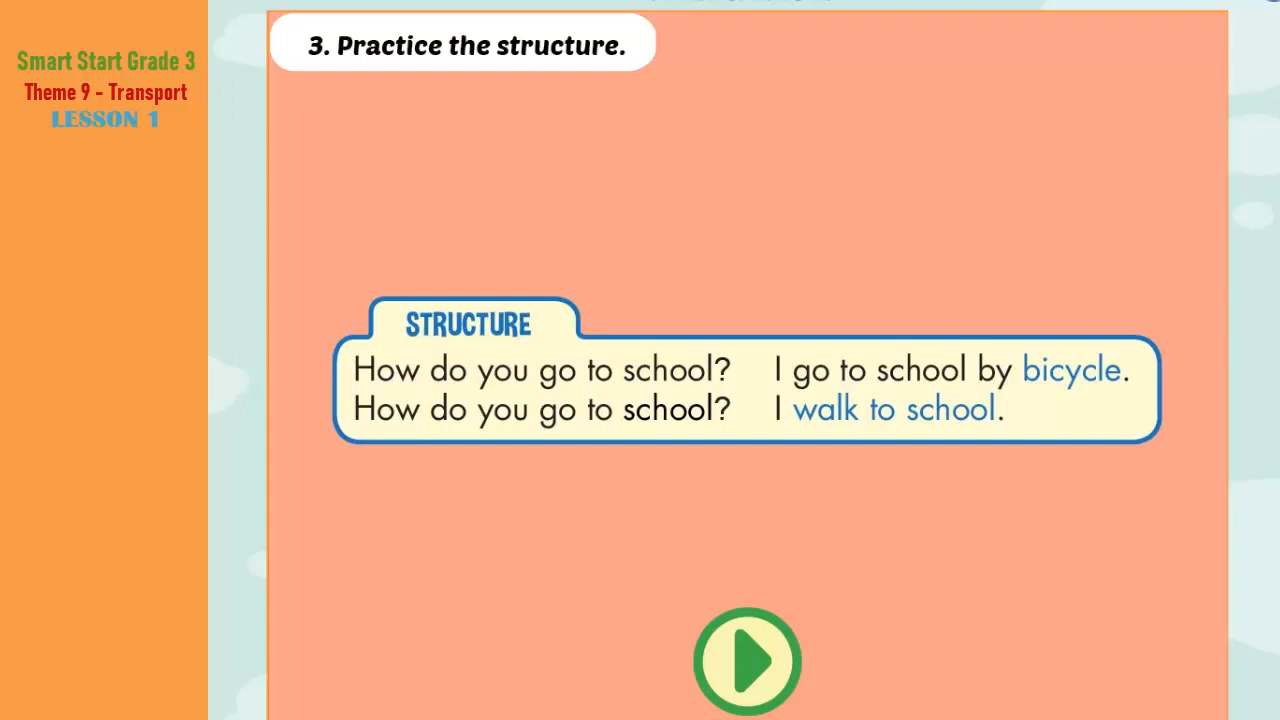 Smart Start Grade 3
Theme 9 - Transport
LESSON 1
3. Practice the structure.
STRUCTURE
How do you go to school? I go to school by bicycle.
How do you go to school? I walk to school.